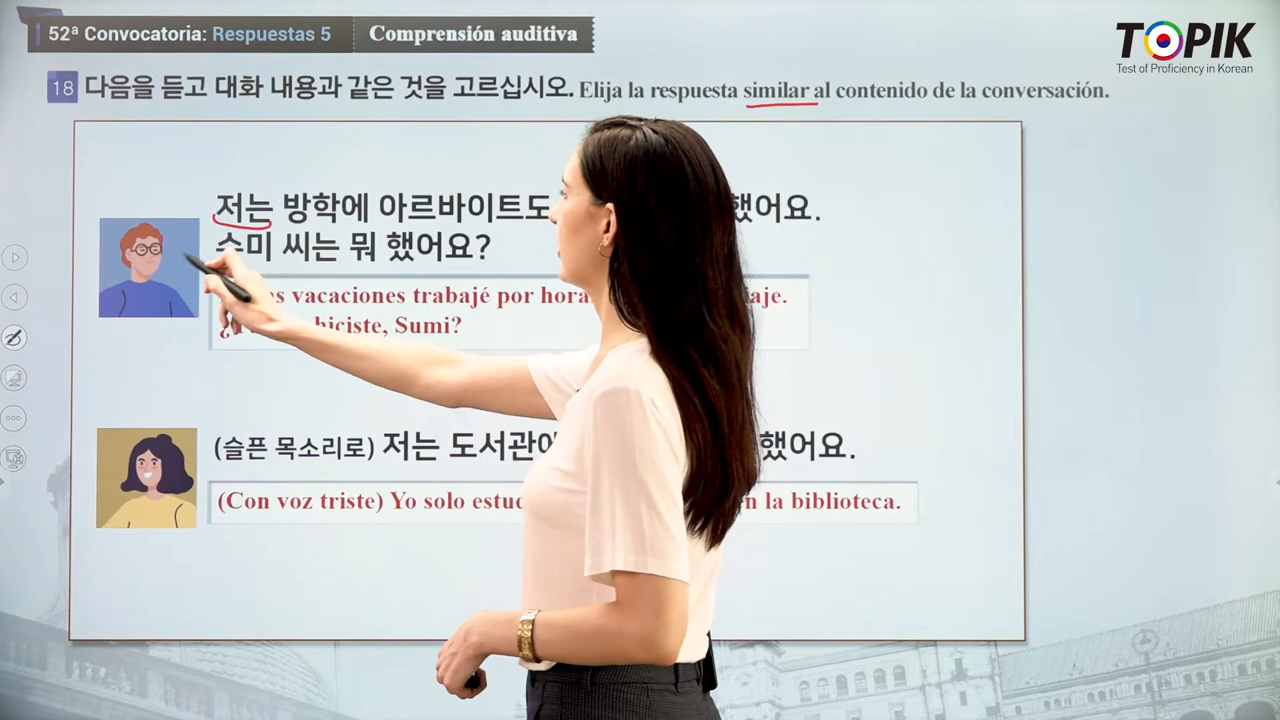 52ª Convocatoria: Respuestas 5
Comprensión auditiva
TOPIK
Test of Proficiency in Korean
18 다음을 듣고 대화 내용과 같은 것을 고르십시오. Elija la respuesta similar al contenido de la conversación.
저는 방학에 아르바이트도 했어요.
수미 씨는 뭐 했어요?
vacaciones trabajé por
hiciste, Sumi?
(슬픈 목소리로) 저는 도서관에 했어요.
(Con voz triste) Yo solo la biblioteca.